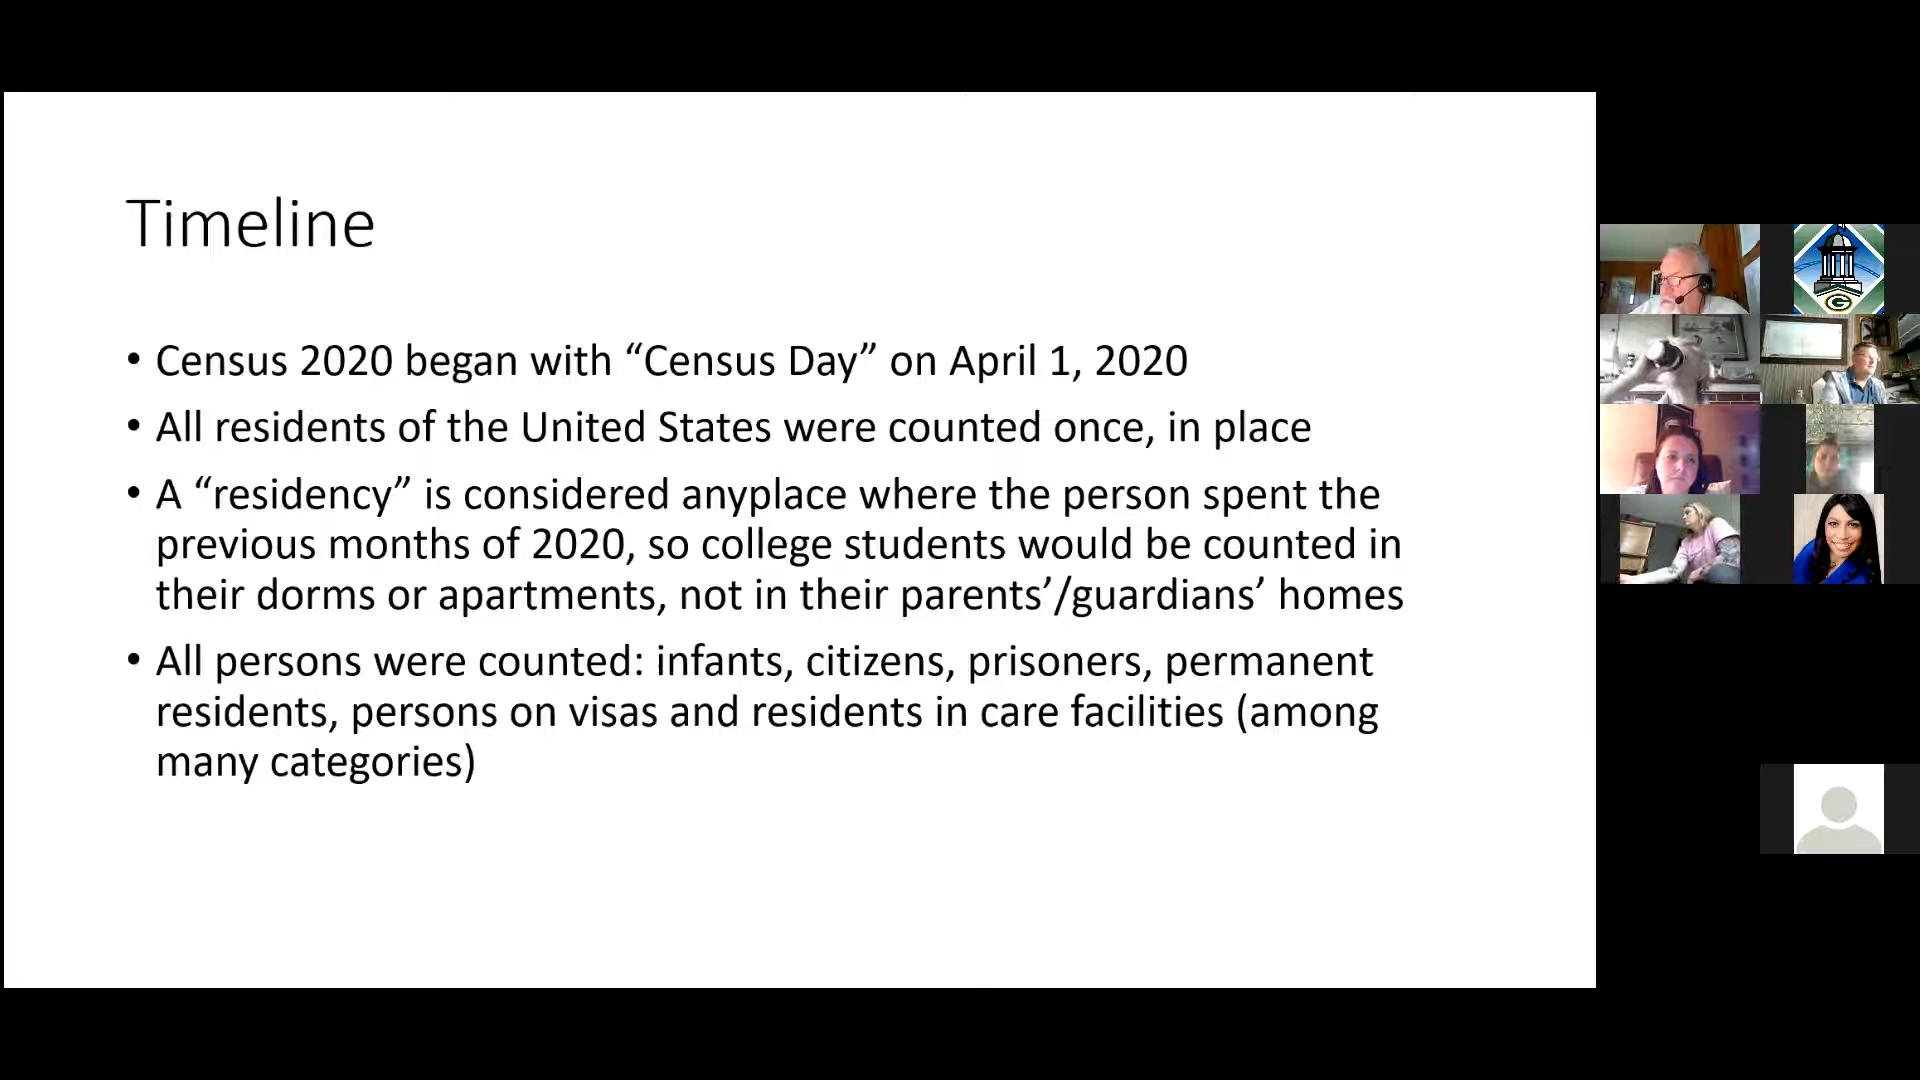 Timeline
• Census 2020 began with “Census Day” on April 1, 2020
• All residents of the United States were counted once, in place
• A “residency” is considered anyplace where the person spent the
previous months of 2020, so college students would be counted in
their dorms or apartments, not in their parents’/guardians’ homes
• All persons were counted: infants, citizens, prisoners, permanent
residents, persons on visas and residents in care facilities (among
many categories)
G